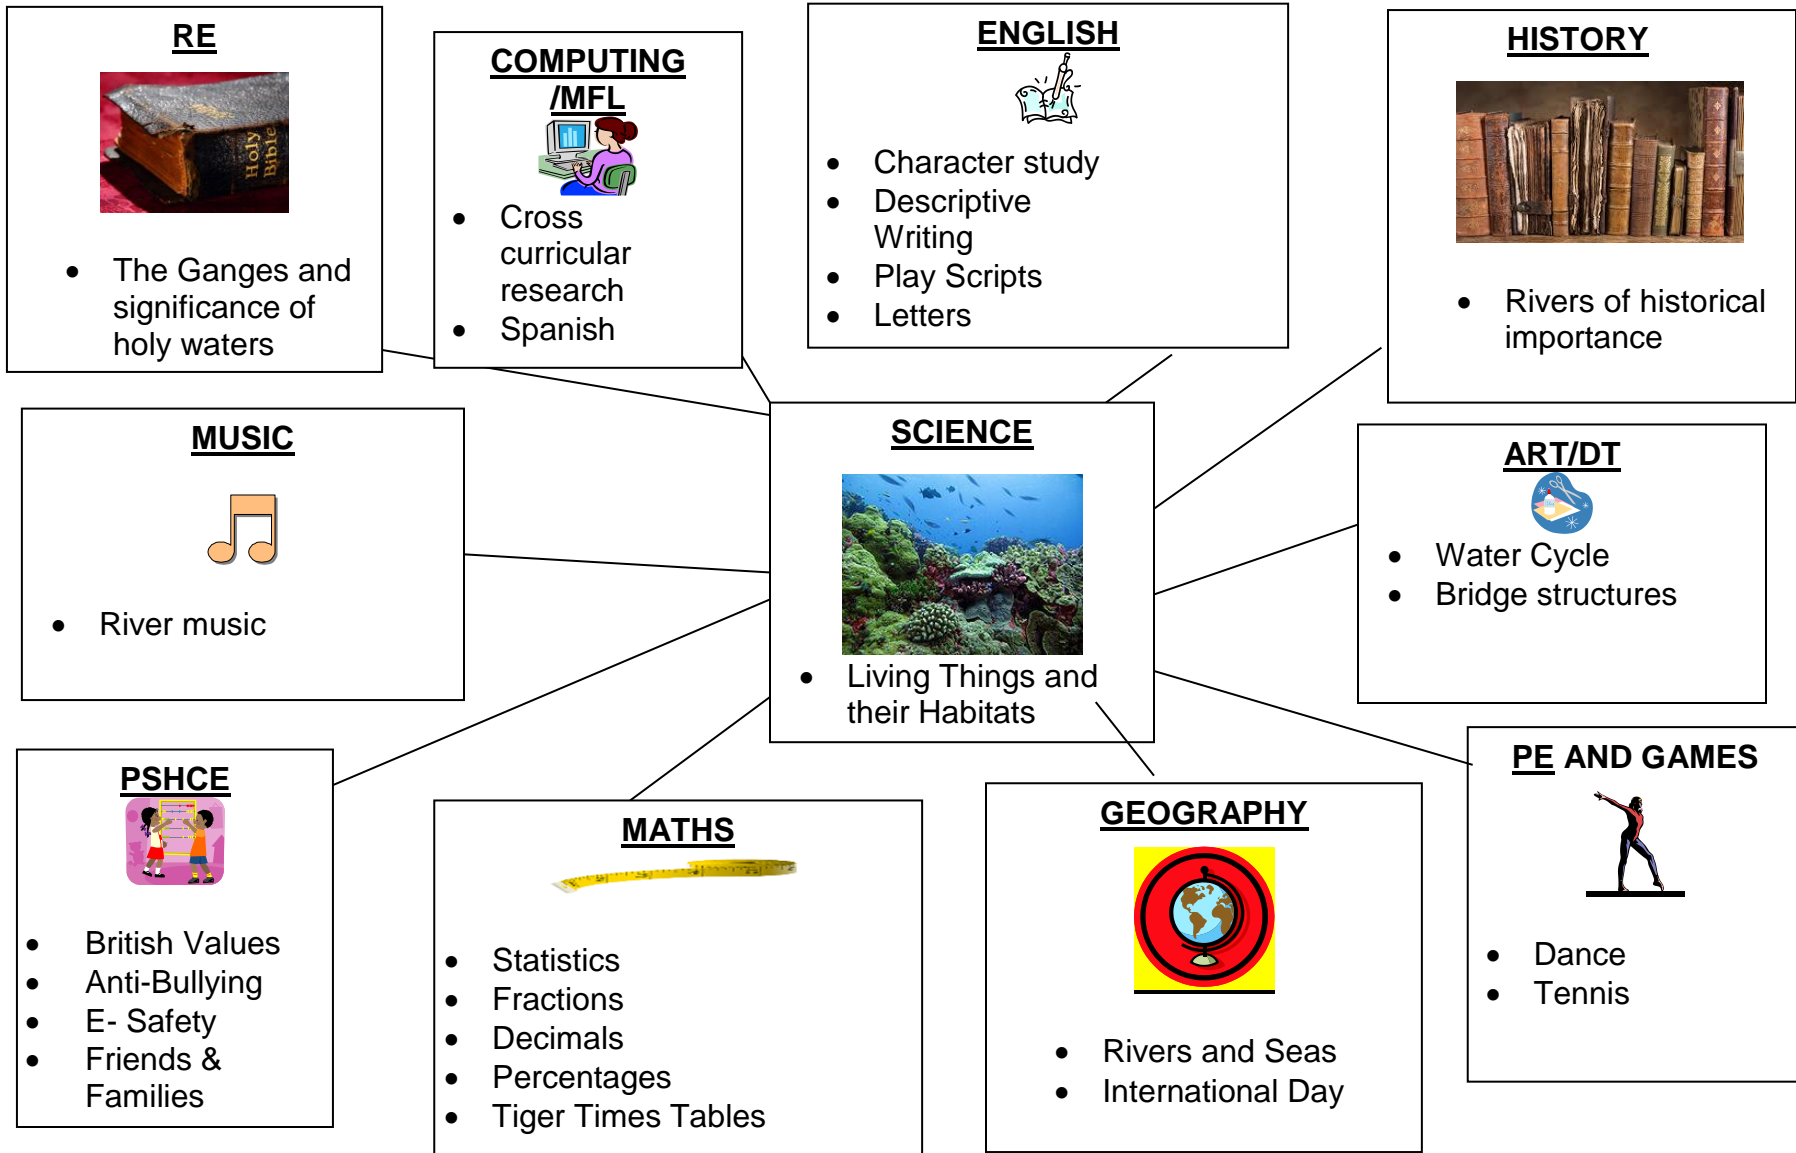 RE
Holy
Bible
• The Ganges and
significance of
holy waters
COMPUTING
/MFL
• Cross
curricular
research
• Spanish
ENGLISH
• Character study
• Descriptive
Writing
• Play Scripts
• Letters
HISTORY
• Rivers of historical
importance
MUSIC
• River music
SCIENCE
• Living Things and
their Habitats
ART/DT
• Water Cycle
• Bridge structures
PSHCE
• British Values
• Anti-Bullying
• E- Safety
• Friends &
Families
MATHS
• Statistics
• Fractions
• Decimals
• Percentages
• Tiger Times Tables
GEOGRAPHY
• Rivers and Seas
• International Day
PE AND GAMES
• Dance
• Tennis